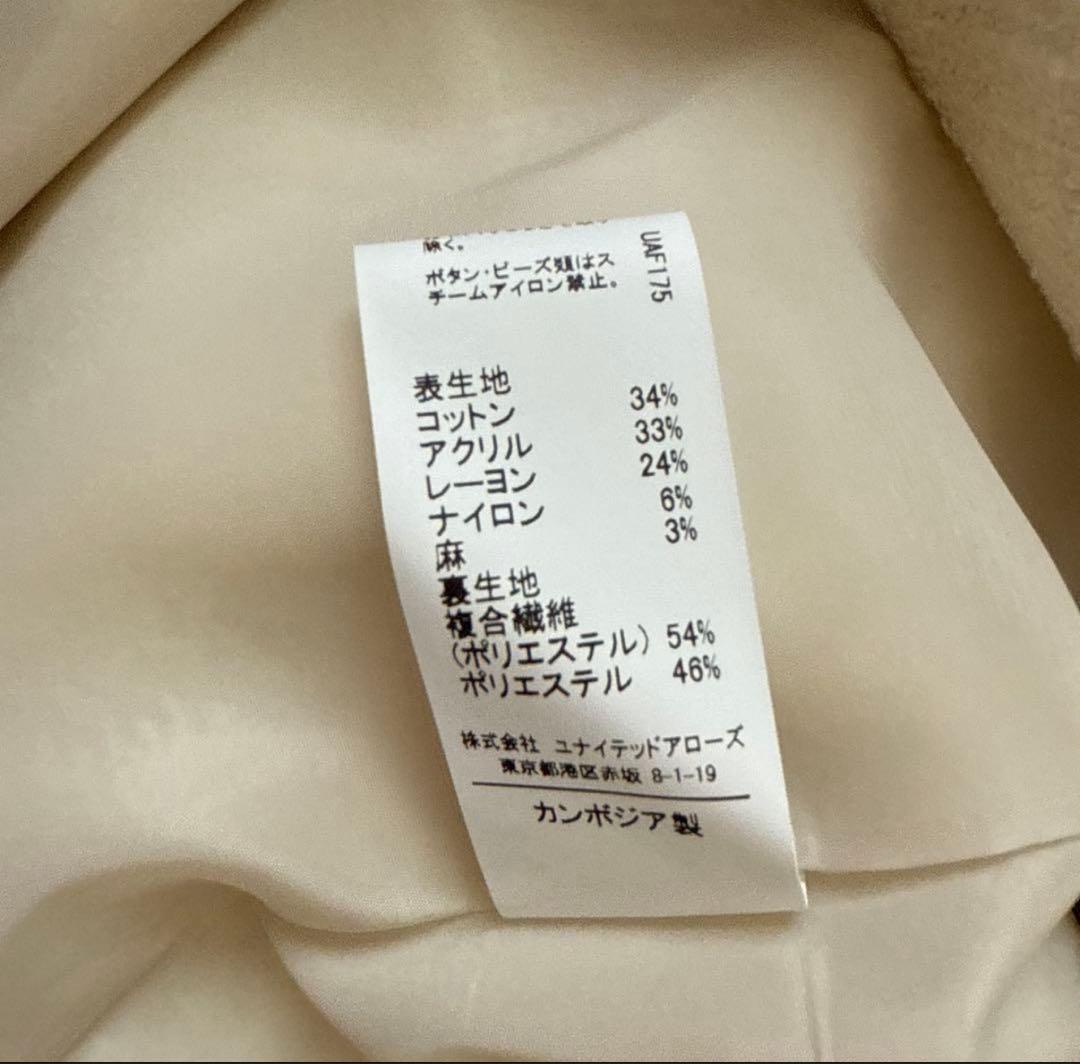 除く。
ボタン・ビーズ類はス
チームアイロン禁止。
UAF175
表生地
コットン 34%
アクリル 33%
レーヨン 24%
ナイロン 6%
麻 3%
裏生地
複合繊維
(ポリエステル) 54%
ポリエステル 46%
株式会社 ユナイテッドアローズ
東京都港区赤坂 8-1-19
カンボジア製